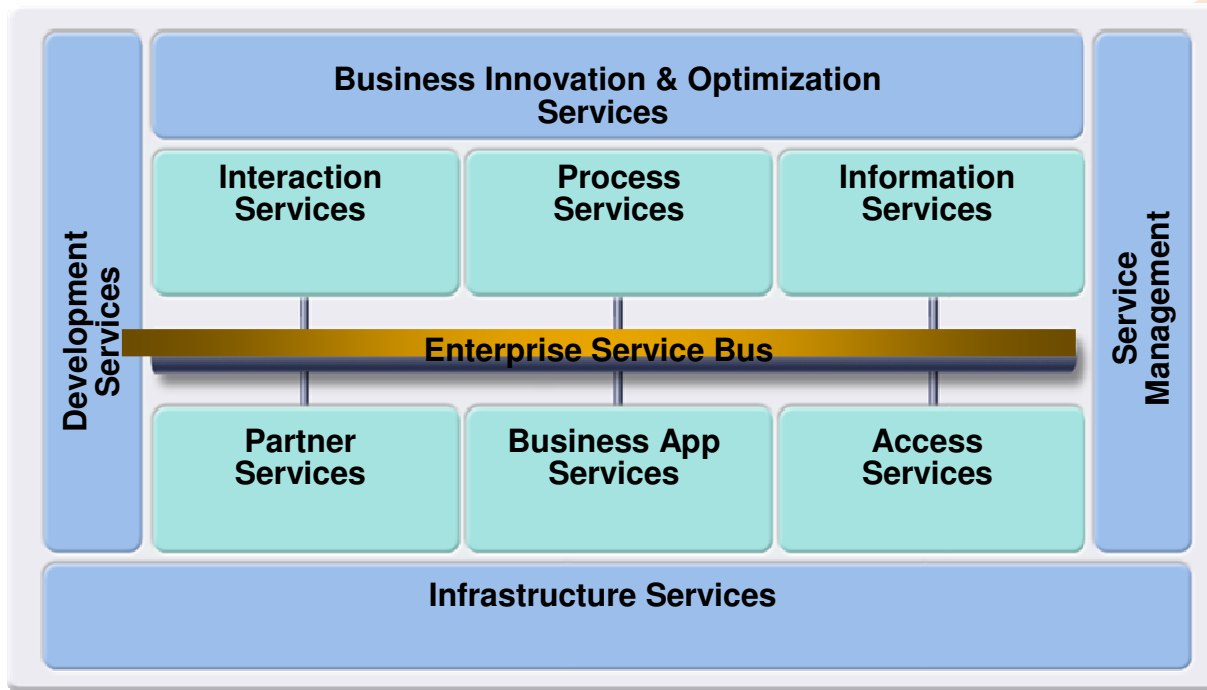 Business Innovation & Optimization
Services
Development
Services
Interaction
Services
Process
Services
Information
Services
Service
Management
Enterprise Service Bus
Partner
Services
Business App
Services
Access
Services
Infrastructure Services